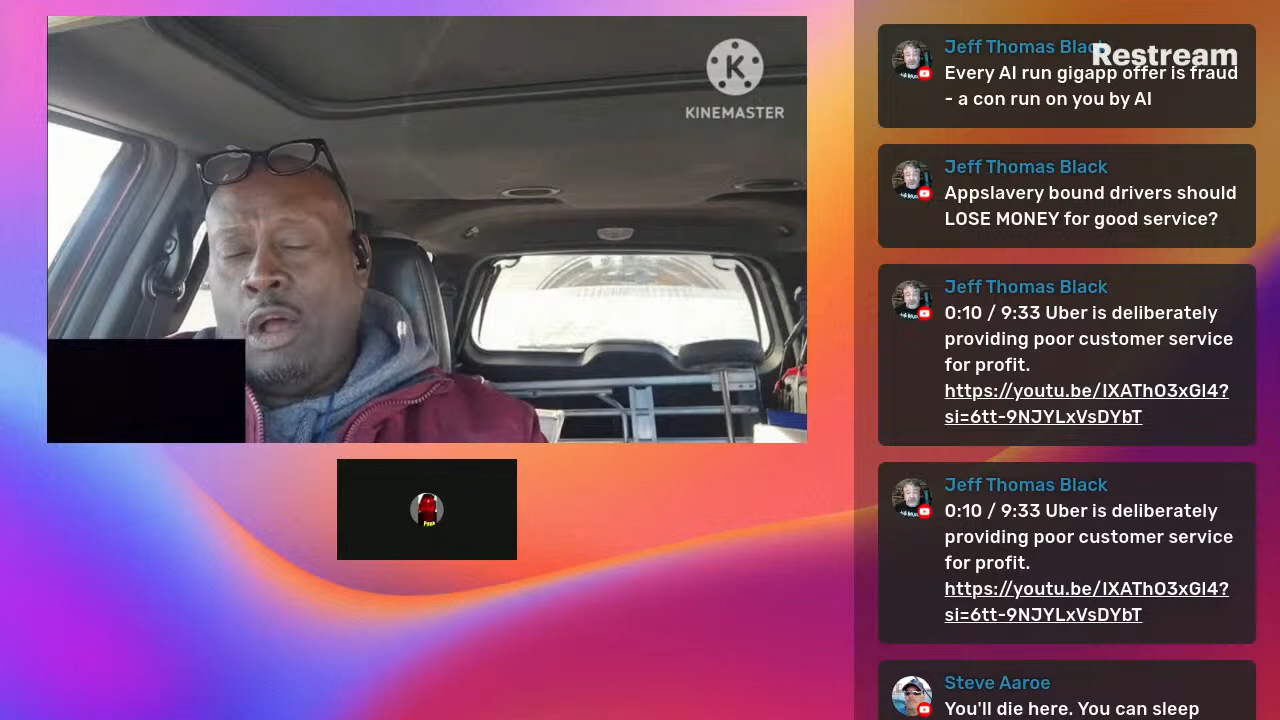 KINEMASTER
Restream
Jeff Thomas Black
Every AI run gigapp offer is fraud
- a con run on you by AI
Jeff Thomas Black
Appslavery bound drivers should
LOSE MONEY for good service?
Jeff Thomas Black
0:10 / 9:33 Uber is deliberately
providing poor customer service
for profit.
https://youtu.be/IXAThO3xGI4?
si=6tt-9NJYLxVsDYbT
Jeff Thomas Black
0:10 / 9:33 Uber is deliberately
providing poor customer service
for profit.
https://youtu.be/IXAThO3xGI4?
si=6tt-9NJYLxVsDYbT
Steve Aaroe
You'll die here. You can sleep